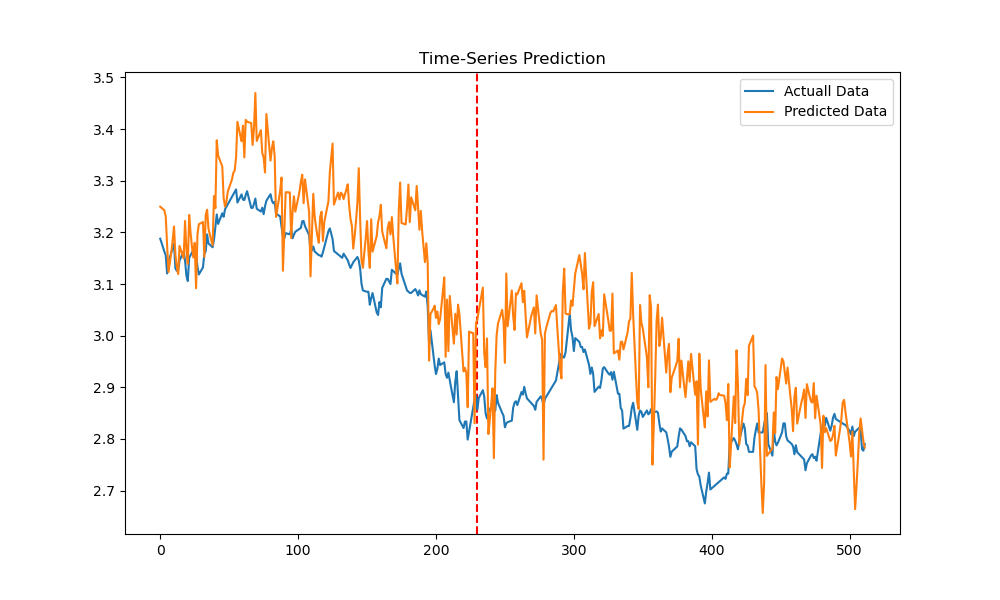 Time-Series Prediction
3.5
3.4
3.3
3.2
3.1
3.0
2.9
2.8
2.7
Actuall Data
Predicted Data
0 100 200 300 400 500